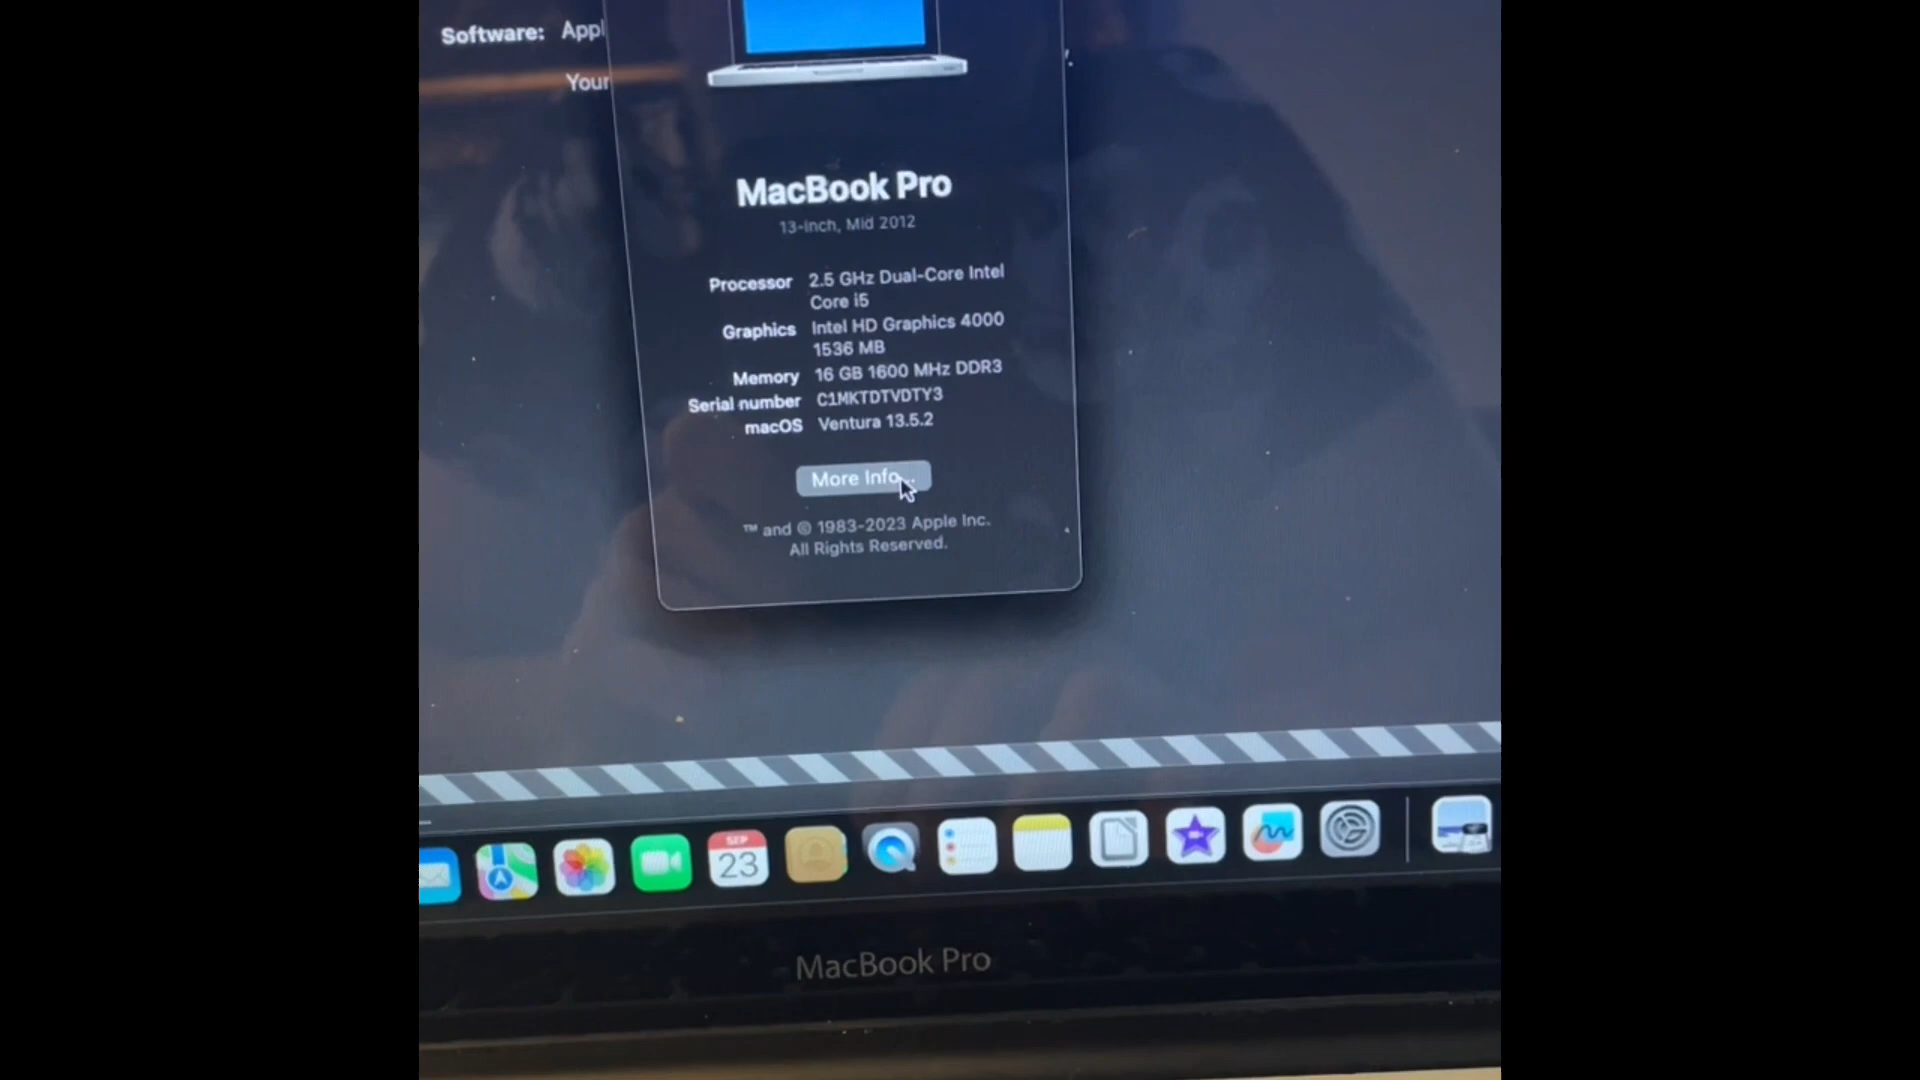 Software: Appl
Your
MacBook Pro
13-inch, Mid 2012
Processor 2.5 GHz Dual-Core Intel
Core i5
Graphics Intel HD Graphics 4000
1536 MB
Memory 16 GB 1600 MHz DDR3
Serial number C1MKTDTVDTY3
macOS Ventura 13.5.2
More Info...
™ and © 1983-2023 Apple Inc.
All Rights Reserved.
SEP
23
MacBook Pro